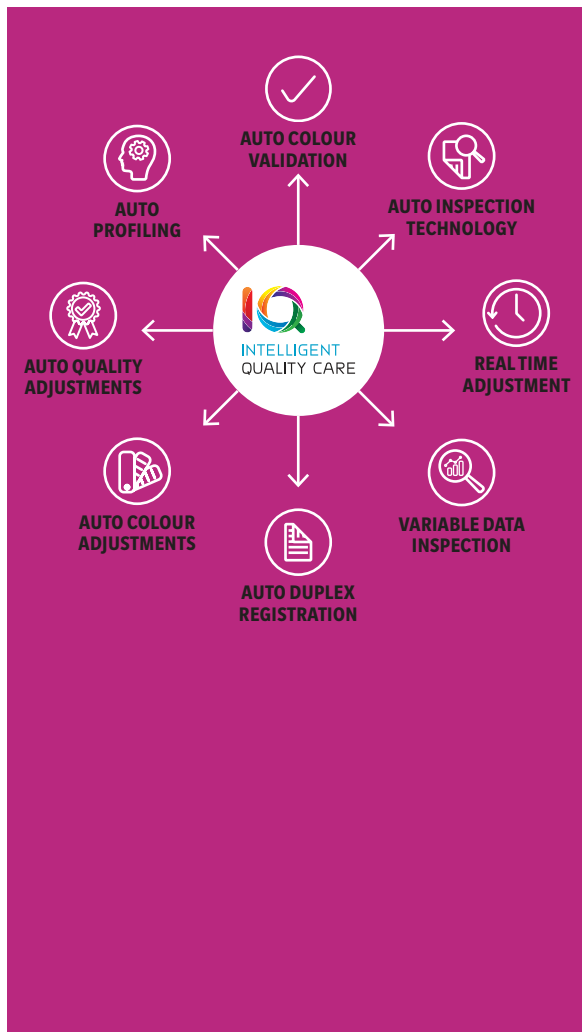 AUTO COLOUR
VALIDATION
AUTO
PROFILING
AUTO INSPECTION
TECHNOLOGY
IQ
INTELLIGENT
QUALITY CARE
AUTO QUALITY
ADJUSTMENTS
REAL TIME
ADJUSTMENT
AUTO COLOUR
ADJUSTMENTS
VARIABLE DATA
INSPECTION
AUTO DUPLEX
REGISTRATION